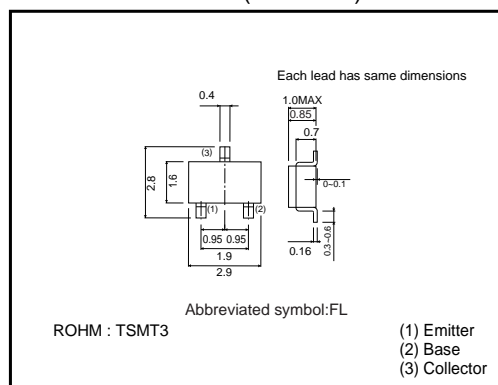 Each lead has same dimensions
0.4
1.0MAX
0.85
0.7
(3)
2.8
1.6
0~0.1
(1)
(2)
0.95 0.95
0.16
0.3~0.6
1.9
2.9
Abbreviated symbol:FL
ROHM : TSMT3
(1) Emitter
(2) Base
(3) Collector